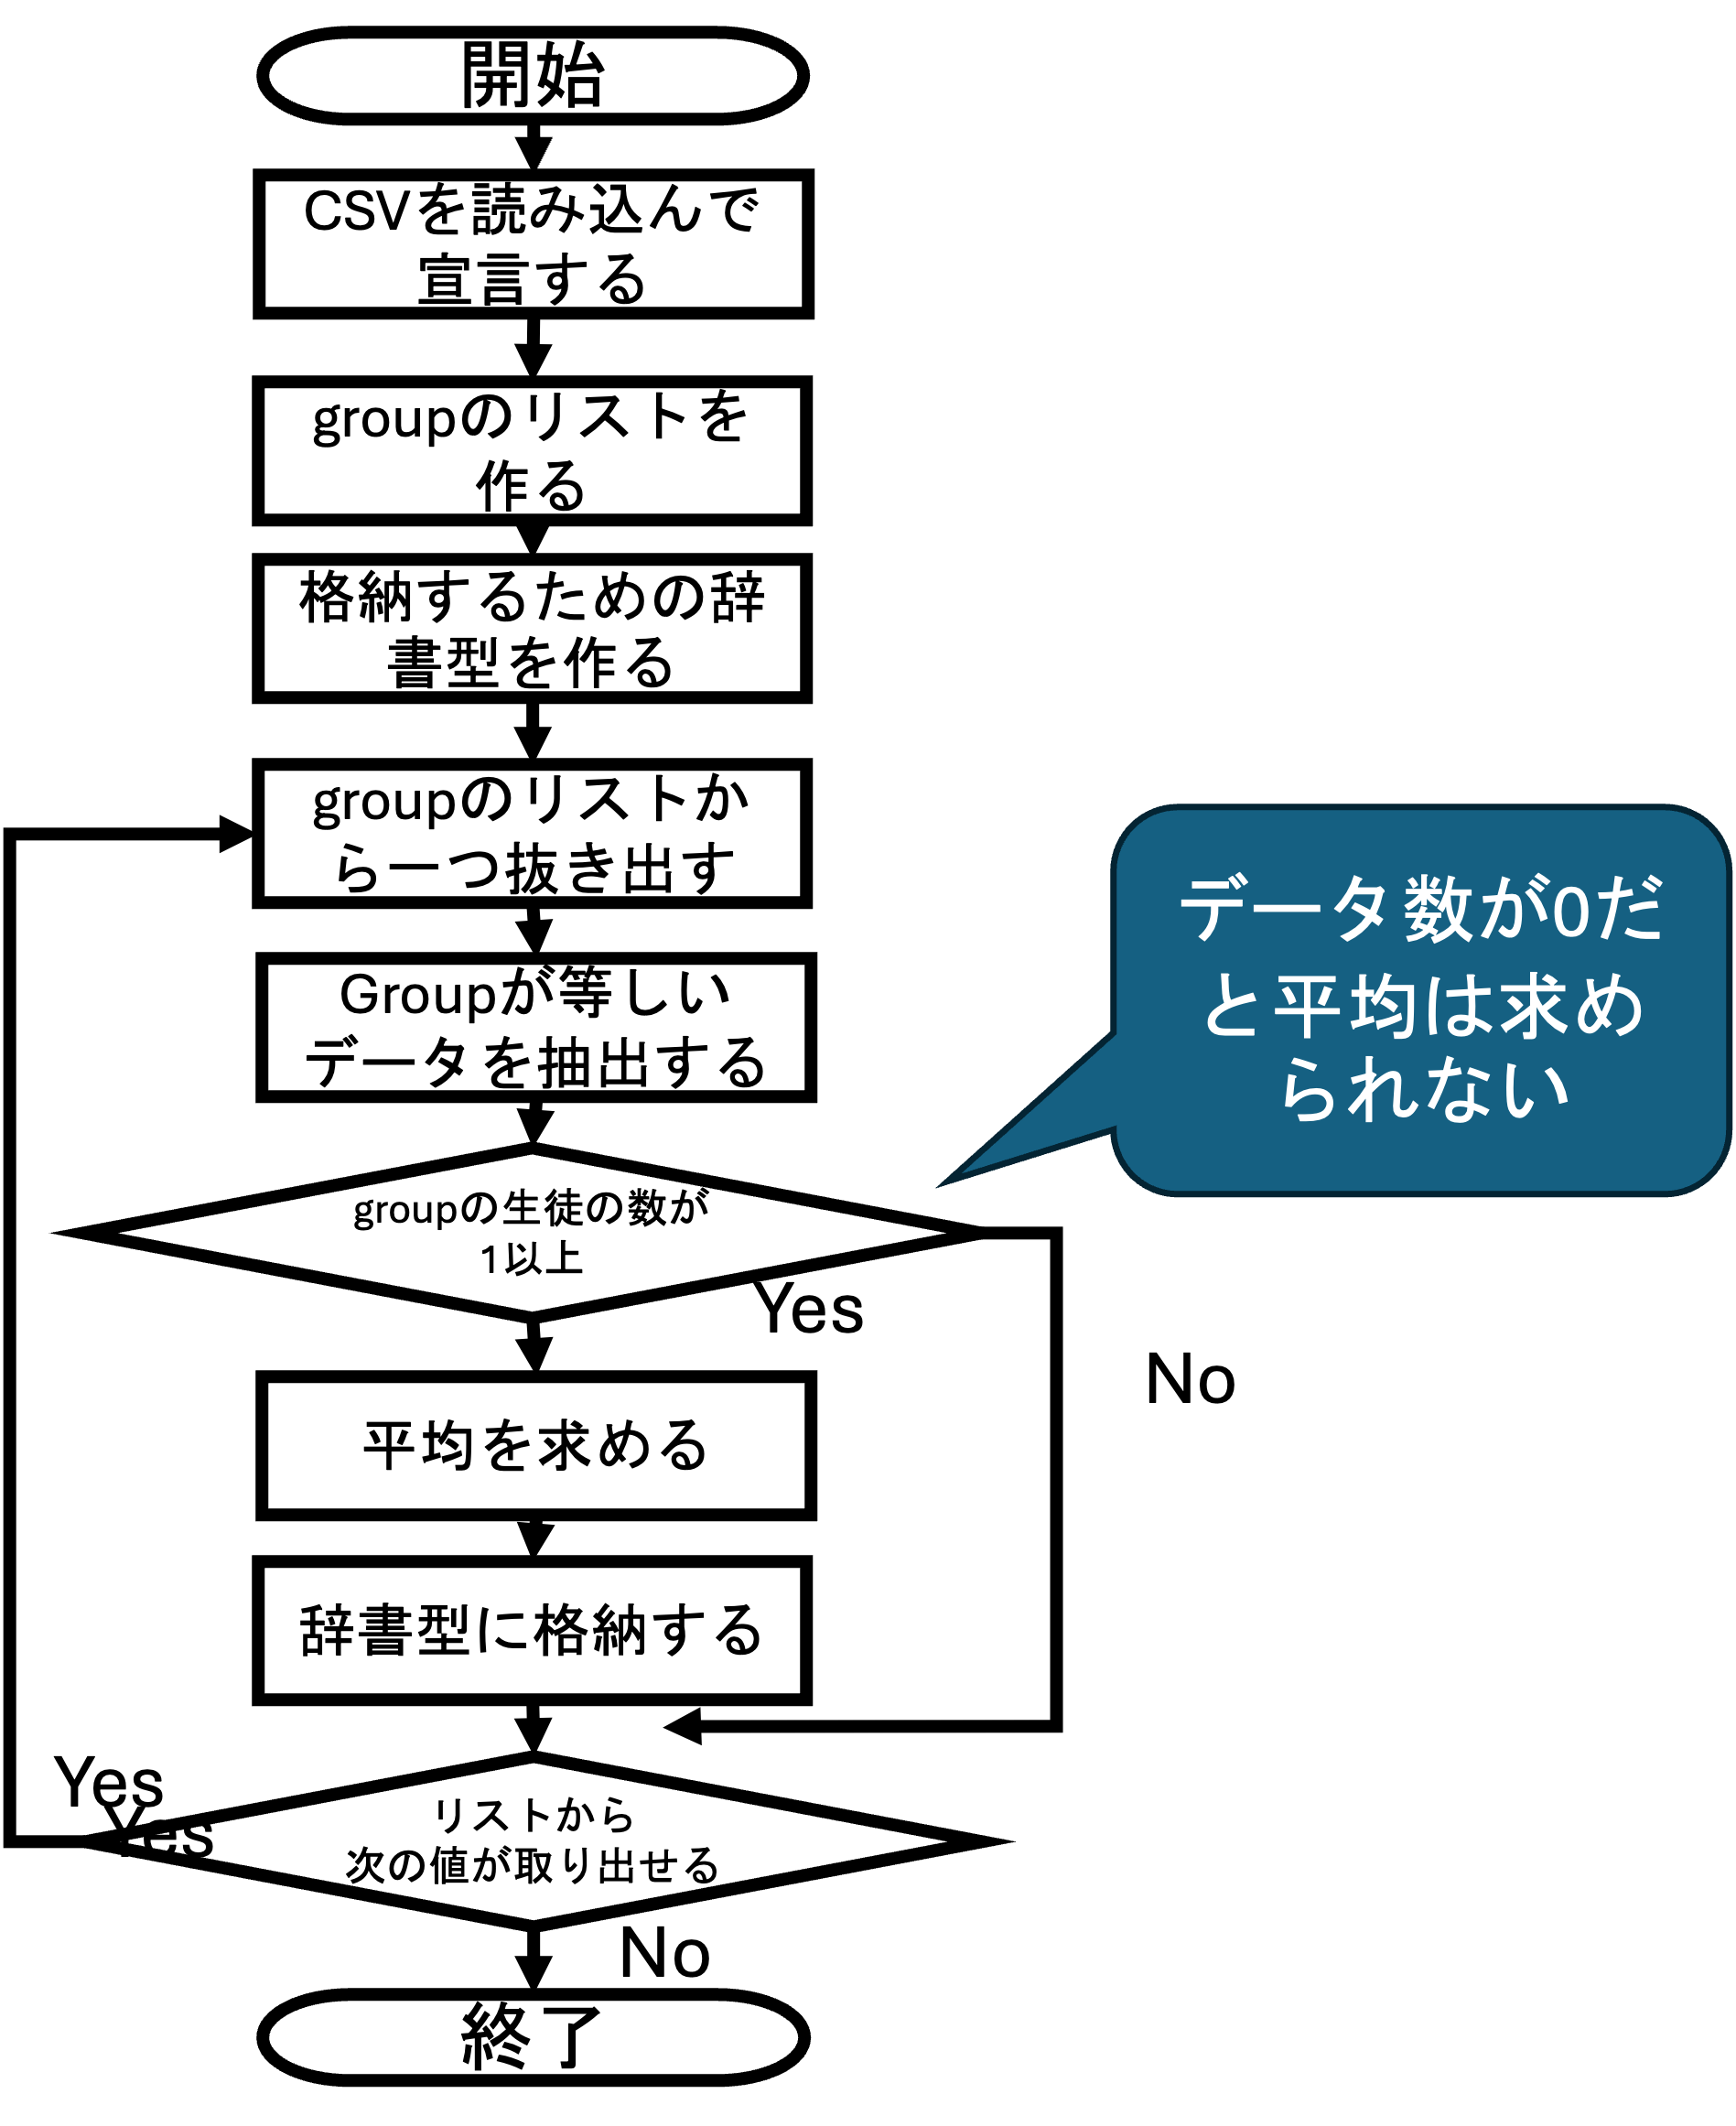 開始
CSVを読み込んで
宣言する
groupのリストを
作る
格納するための辞
書型を作る
groupのリストか
ら一つ抜き出す
Groupが等しい
データを抽出する
データ数が0だ
と平均は求め
られない
groupの生徒の数が
1以上
Yes
No
平均を求める
辞書型に格納する
Yes
Yes
リストから
次の値が取り出せる
No
終了